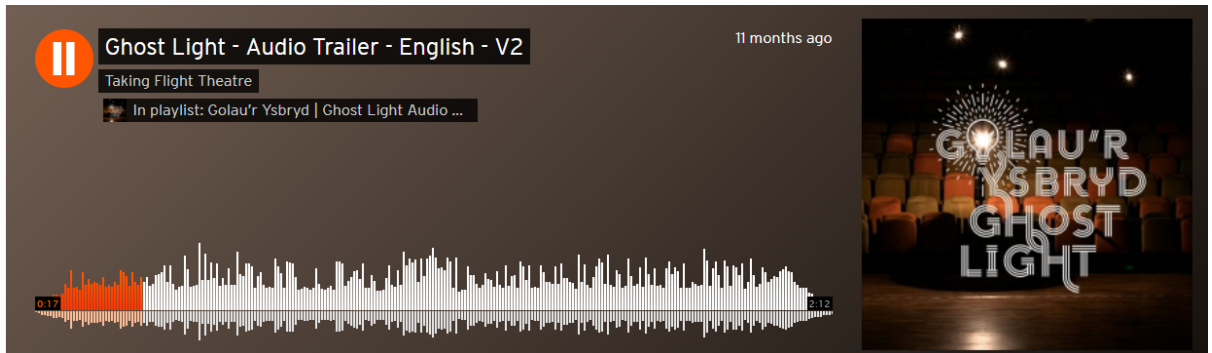 Ghost Light - Audio Trailer - English - V2
11 months ago
Taking Flight Theatre
In playlist: Golau'r Ysbryd | Ghost Light Audio ...
GOLAU'R
YSBRYD
GHOST
LIGHT
0:17
2:12